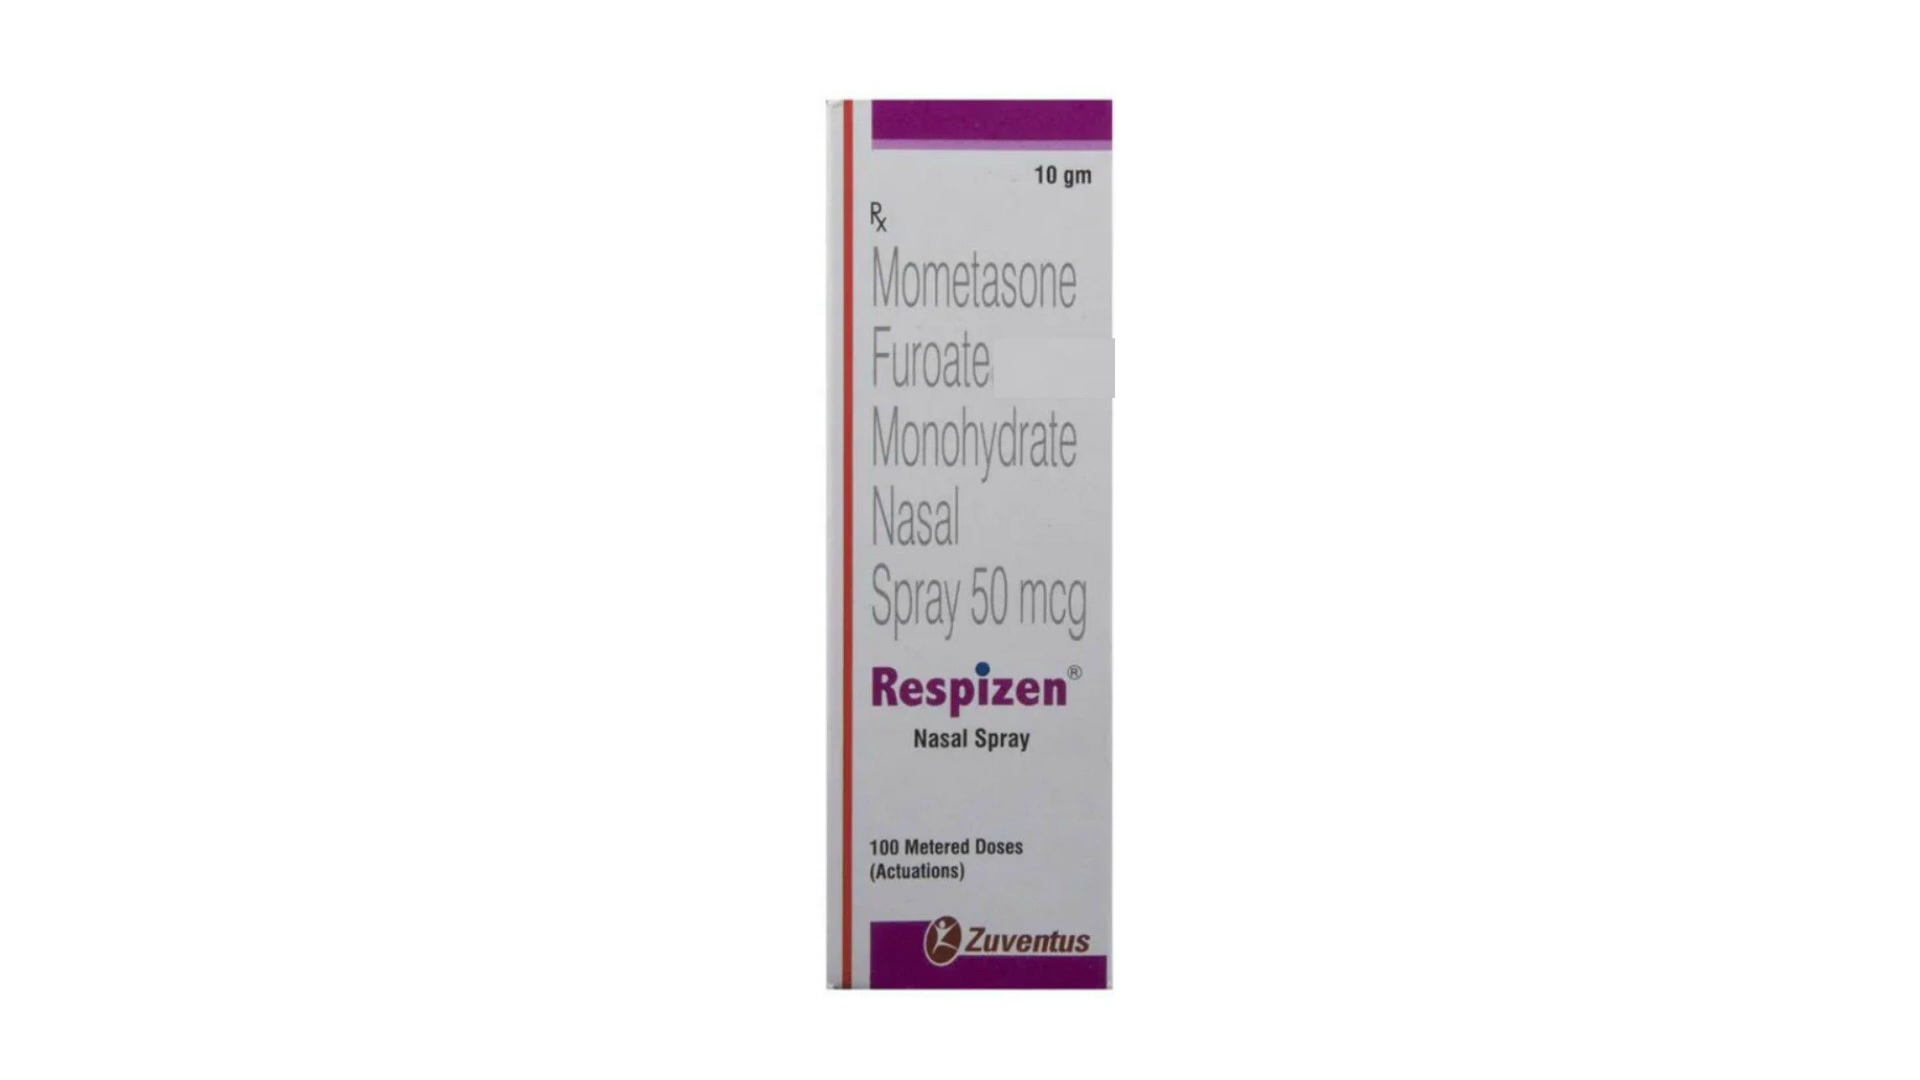 10 gm
Rx
Mometasone
Furoate
Monohydrate
Nasal
Spray 50 mcg
Respizen®
Nasal Spray
100 Metered Doses
(Actuations)
Zuventus